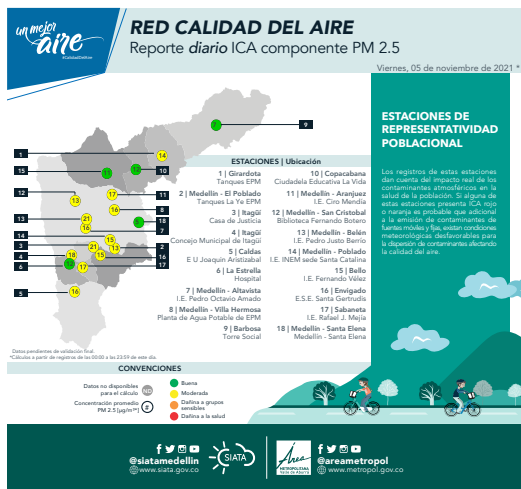 un mejor
aire
#CalidadDelAire
RED CALIDAD DEL AIRE
Reporte diario ICA componente PM 2.5
Viernes, 05 de noviembre de 2021 *
ESTACIONES DE
REPRESENTATIVIDAD
POBLACIONAL
Los registros de estas estaciones
dan cuenta del impacto real de los
contaminantes atmosféricos en la
salud de la población. Si alguna de
estas estaciones presenta ICA rojo
o naranja es probable que adicional
a la emisión de contaminantes de
fuentes móviles y fijas, existan condiciones
meteorológicas desfavorables para
la dispersión de contaminantes afectando
la calidad del aire.
7
9
1
14
15
11
12
10
12
13
17
11
16
8
13
21
16
8
18
14
15
7
3
21
13
2
4
18
15
16
6
17
17
5
16
ESTACIONES | Ubicación
1 | Girardota
Tanques EPM
2 | Medellín - El Poblado
Tanques La Ye EPM
3 | Itagüí
Casa de Justicia
4 | Itagüí
Concejo Municipal de Itagüí
5 | Caldas
E U Joaquín Aristizabal
6 | La Estrella
Hospital
7 | Medellín - Altavista
I.E. Pedro Octavio Amado
8 | Medellín - Villa Hermosa
Planta de Agua Potable de EPM
9 | Barbosa
Torre Social
10 | Copacabana
Ciudadela Educativa La Vida
11 | Medellín - Aranjuez
I.E. Ciro Mendía
12 | Medellín - San Cristobal
Biblioteca Fernando Botero
13 | Medellín - Belén
I.E. Pedro Justo Berrío
14 | Medellín - Poblado
I.E. INEM sede Santa Catalina
15 | Bello
I.E. Fernando Vélez
16 | Envigado
E.S.E. Santa Gertrudis
17 | Sabaneta
I.E. Rafael J. Mejía
18 | Medellín - Santa Elena
Medellín - Santa Elena
Datos pendientes de validación final.
*Cálculos a partir de registros de las 00:00 a las 23:59 de este día.
CONVENCIONES
Datos no disponibles
para el cálculo
ND
Concentración promedio
PM 2.5 [µg/m³*]
#
Buena
Moderada
Dañina a grupos
sensibles
Dañina a la salud
@siatamedellin
www.siata.gov.co
SIATA
Área
METROPOLITANA
Valle de Aburrá
@areametropol
www.metropol.gov.co